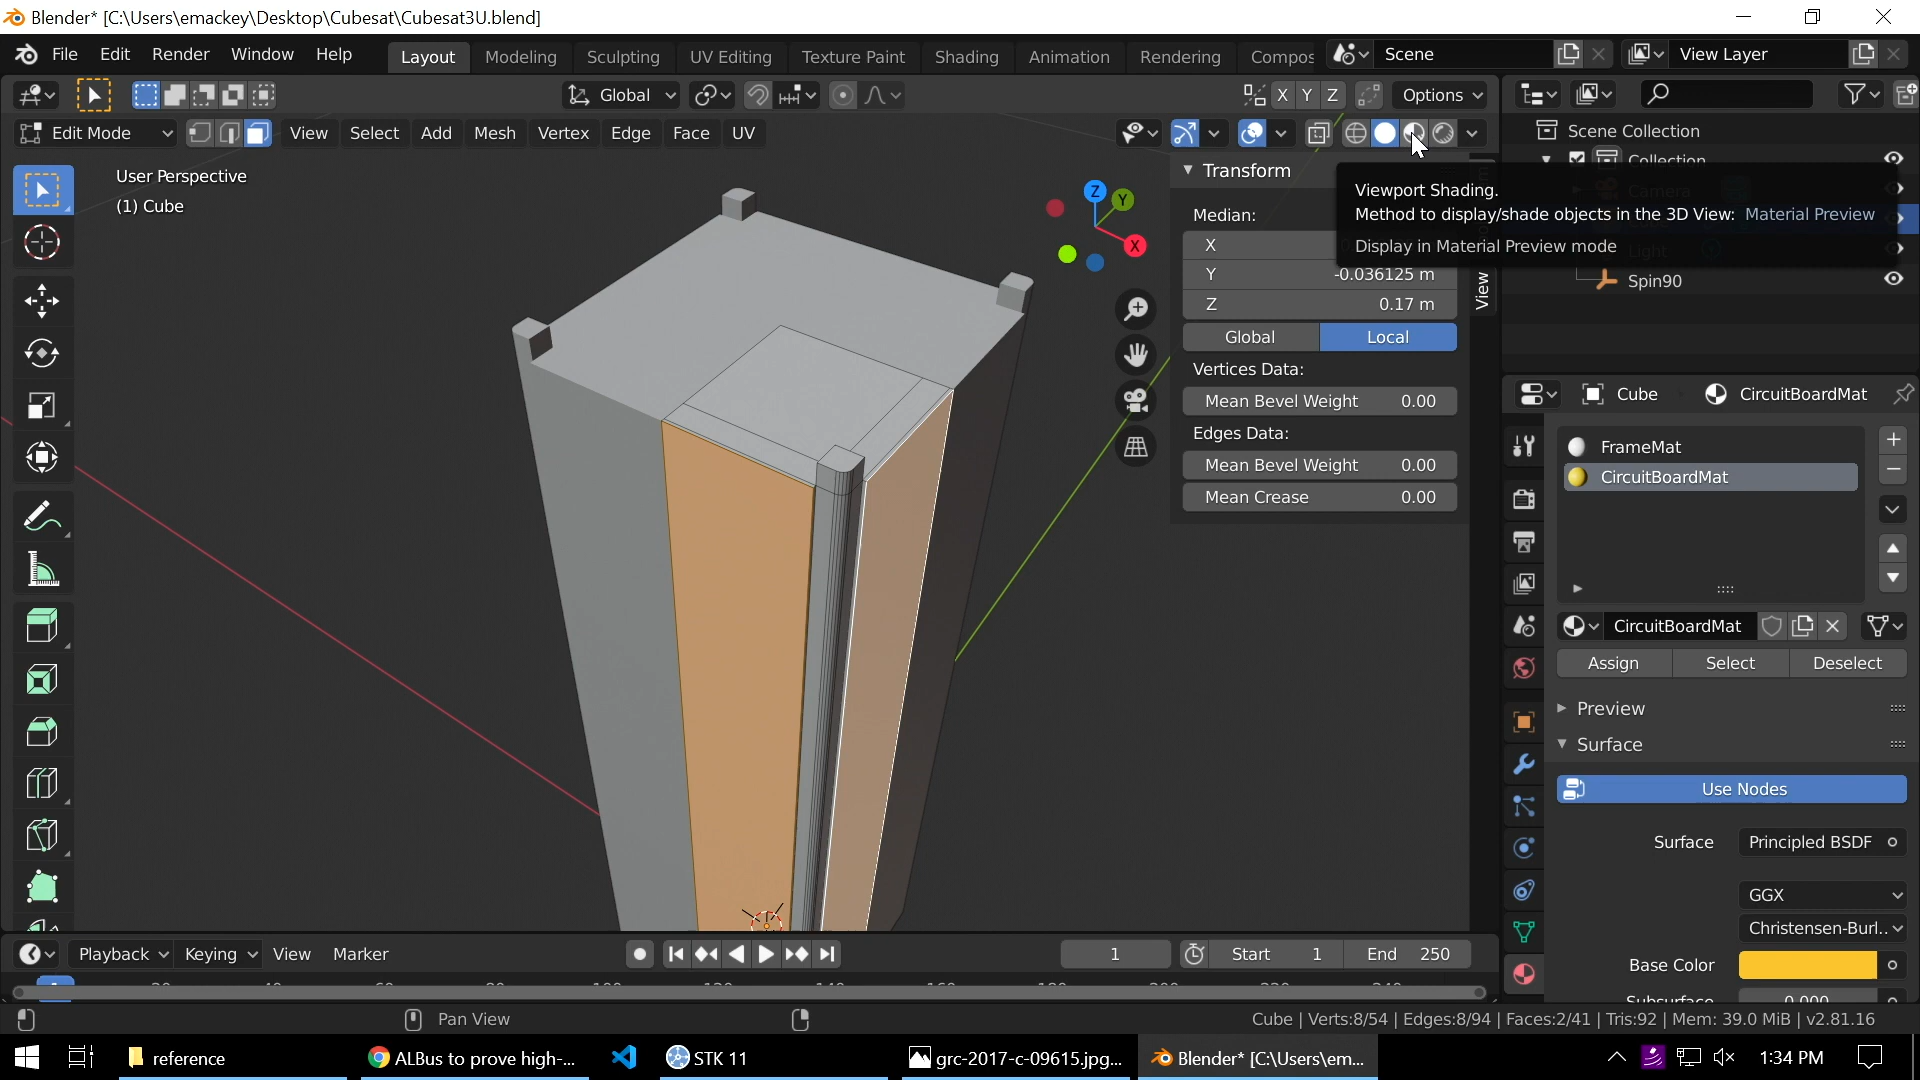 Blender* [C:\Users\emackey\Desktop\Cubesat\Cubesat3U.blend]
File Edit Render Window Help Layout Modeling Sculpting UV Editing Texture Paint Shading Animation Rendering Compos Scene View Layer
Global X Y Z Options
Edit Mode View Select Add Mesh Vertex Edge Face UV
User Perspective
(1) Cube
Z Y X
Transform
Median:
X
Y -0.036125 m
Z 0.17 m
Global Local
Vertices Data:
Mean Bevel Weight 0.00
Edges Data:
Mean Bevel Weight 0.00
Mean Crease 0.00
View
Viewport Shading.
Method to display/shade objects in the 3D View: Material Preview
Display in Material Preview mode
Scene Collection
Collection
Camera
Light
Spin90
Cube CircuitBoardMat
FrameMat
CircuitBoardMat
CircuitBoardMat
Assign Select Deselect
Preview
Surface
Use Nodes
Surface Principled BSDF
GGX
Christensen-Burl..
Base Color
Subsurface 0.000
Playback Keying View Marker 1 Start 1 End 250
Pan View
Cube | Verts:8/54 | Edges:8/94 | Faces:2/41 | Tris:92 | Mem: 39.0 MiB | v2.81.16
reference ALBus to prove high-... STK 11 grc-2017-c-09615.jpg... Blender* [C:\Users\em... 1:34 PM